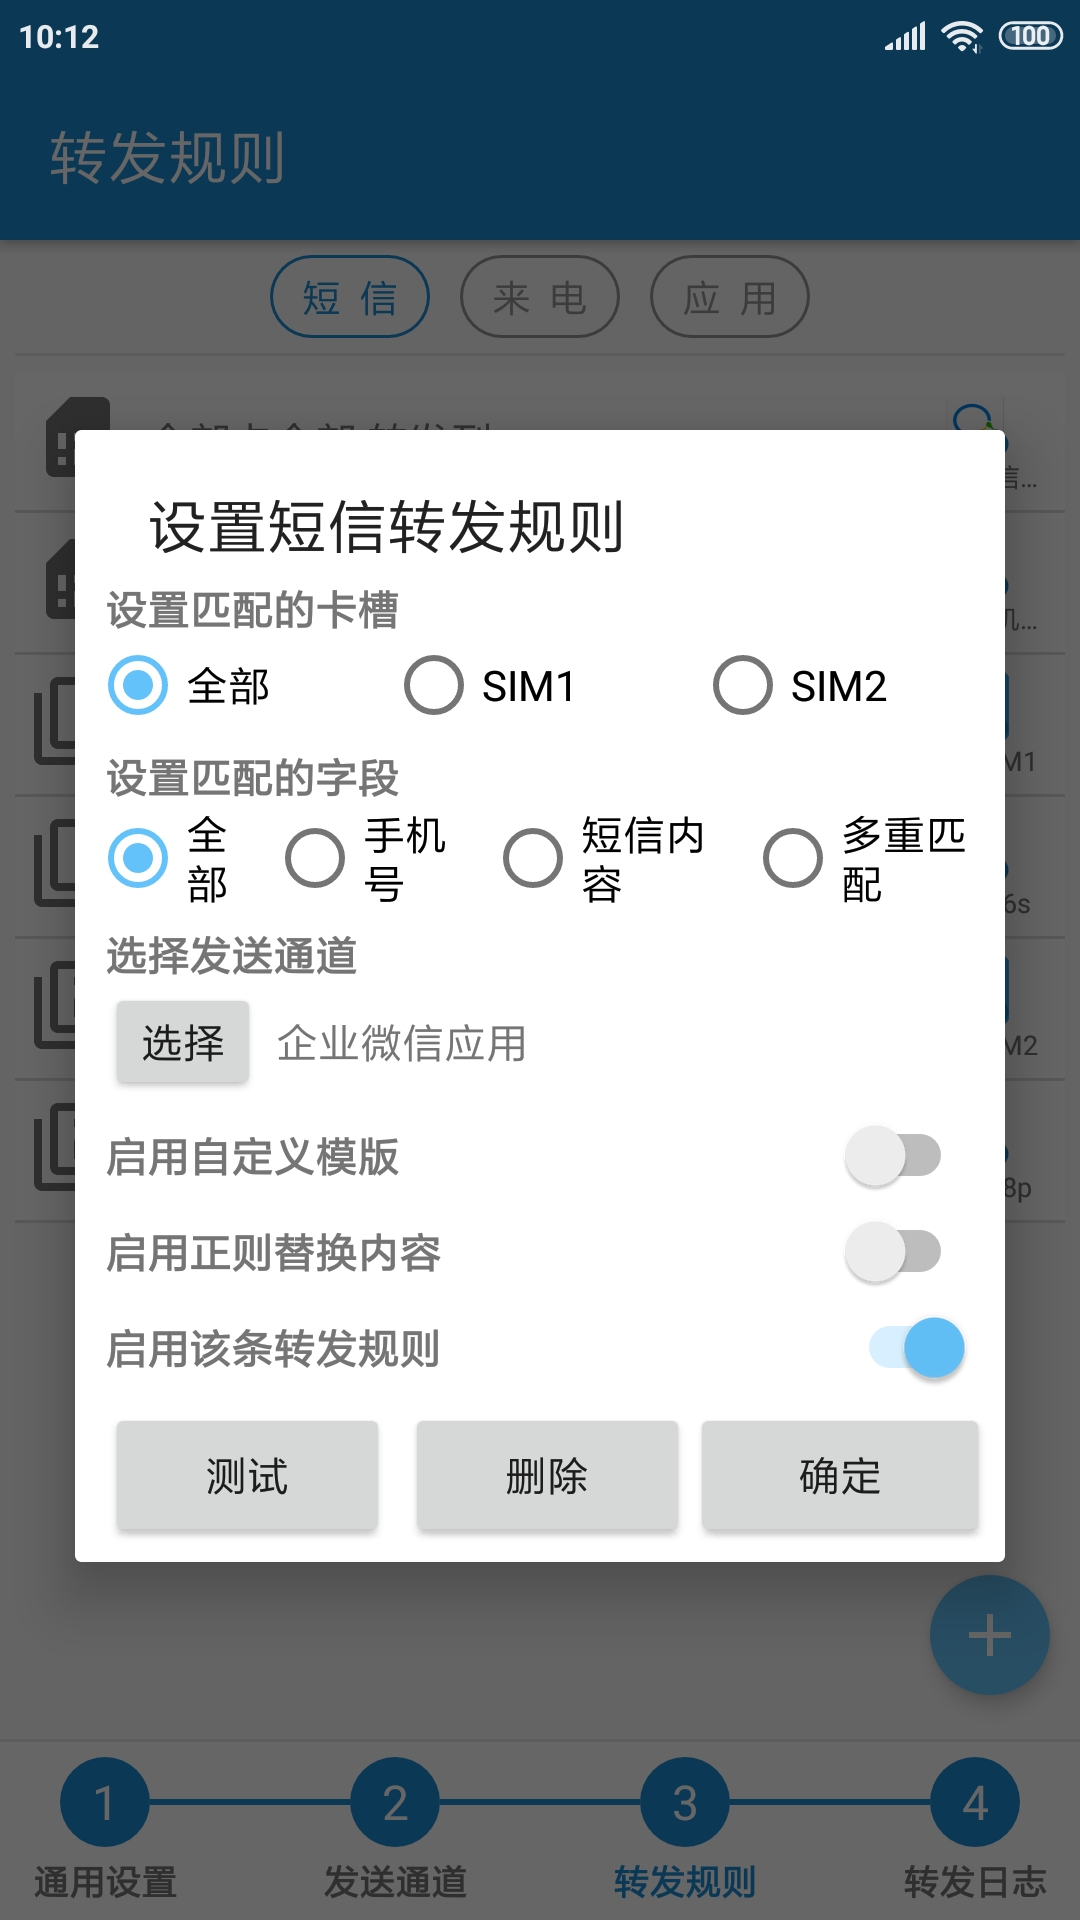 10:12
100
转发规则
短 信
来 电
应 用
信...
设置短信转发规则
设置匹配的卡槽
全部
SIM1
SIM2
机...
M1
设置匹配的字段
全部
手机号
短信内容
多重匹配
6s
选择发送通道
选择
企业微信应用
M2
启用自定义模版
8p
启用正则替换内容
启用该条转发规则
测试
删除
确定
1
2
3
4
通用设置
发送通道
转发规则
转发日志